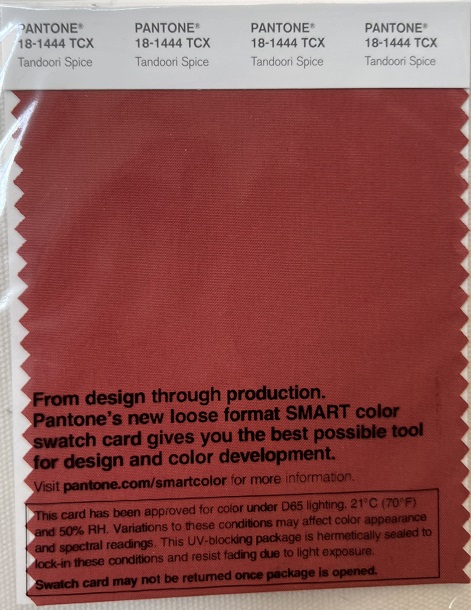 PANTONE® PANTONE® PANTONE® PANTONE®
18-1444 TCX 18-1444 TCX 18-1444 TCX 18-1444 TCX
Tandoori Spice Tandoori Spice Tandoori Spice Tandoori Spice
From design through production.
Pantone's new loose format SMART color
swatch card gives you the best possible tool
for design and color development.
Visit pantone.com/smartcolor for more information.
This card has been approved for color under D65 lighting, 21°C (70°F)
and 50% RH. Variations to these conditions may affect color appearance
and spectral readings. This UV-blocking package is hermetically sealed to
lock-in these conditions and resist fading due to light exposure.
Swatch card may not be returned once package is opened.